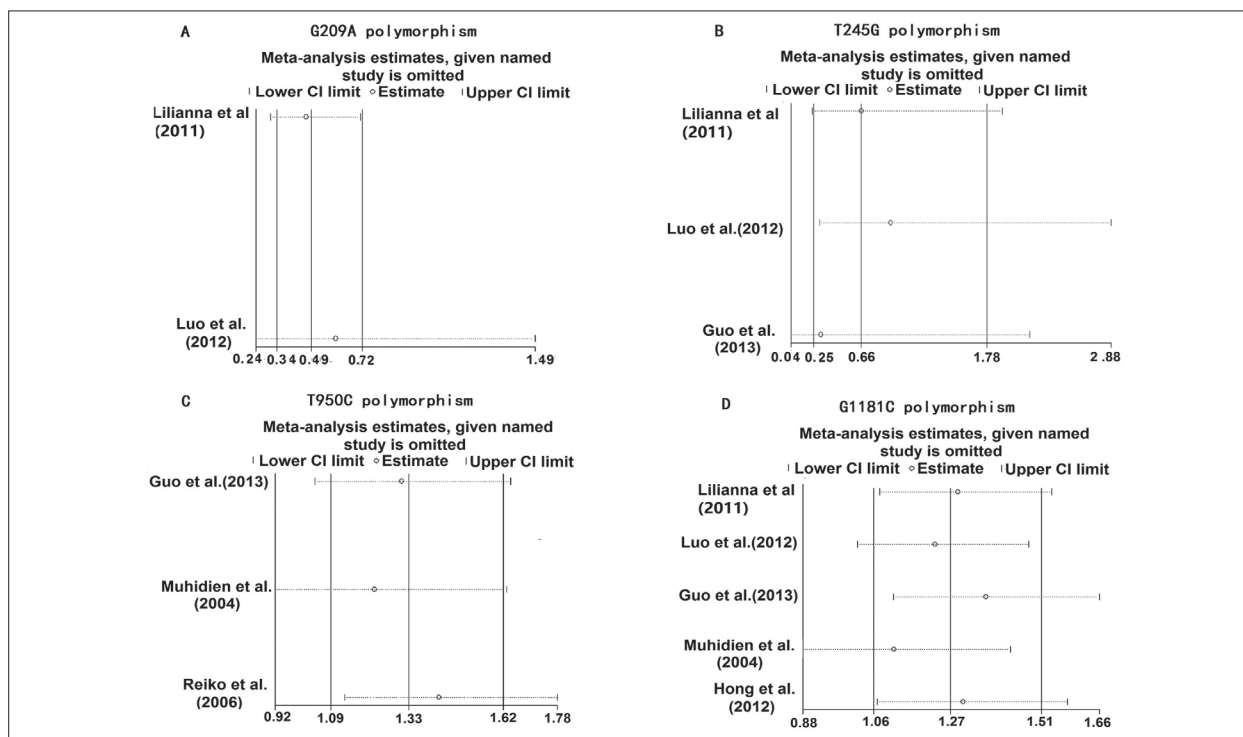 A G209A polymorphism
Meta-analysis estimates, given named
study is omitted
Lower CI limit Estimate Upper CI limit
Lilianna et al
(2011)
Luo et al.
(2012)
0.24 0.34 0.49 0.72 1.49
B T245G polymorphism
Meta-analysis estimates, given named
study is omitted
Lower CI limit Estimate Upper CI limit
Lilianna et al
(2011)
Luo et al.(2012)
Guo et al.
(2013)
0.04 0.25 0.66 1.78 2.88
C T950C polymorphism
Meta-analysis estimates, given named
study is omitted
Lower CI limit Estimate Upper CI limit
Guo et al.(2013)
Muhidien et al.
(2004)
Reiko et al.
(2006)
0.92 1.09 1.33 1.62 1.78
D G1181C polymorphism
Meta-analysis estimates, given named
study is omitted
Lower CI limit Estimate Upper CI limit
Lilianna et al
(2011)
Luo et al.(2012)
Guo et al.(2013)
Muhidien et al.
(2004)
Hong et al.
(2012)
0.88 1.06 1.27 1.51 1.66